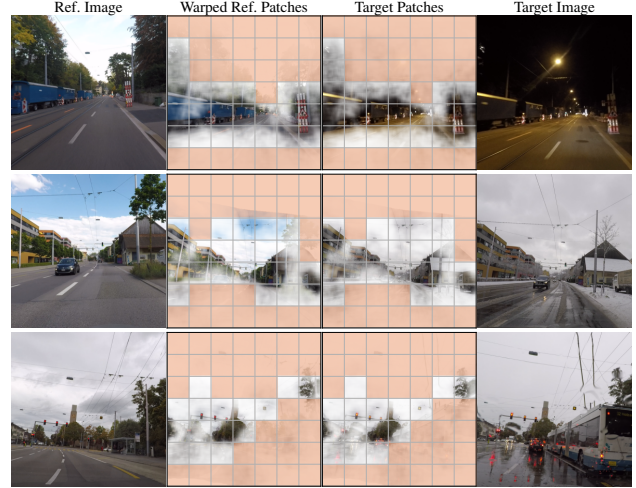 Ref. Image
Warped Ref. Patches
Target Patches
Target Image